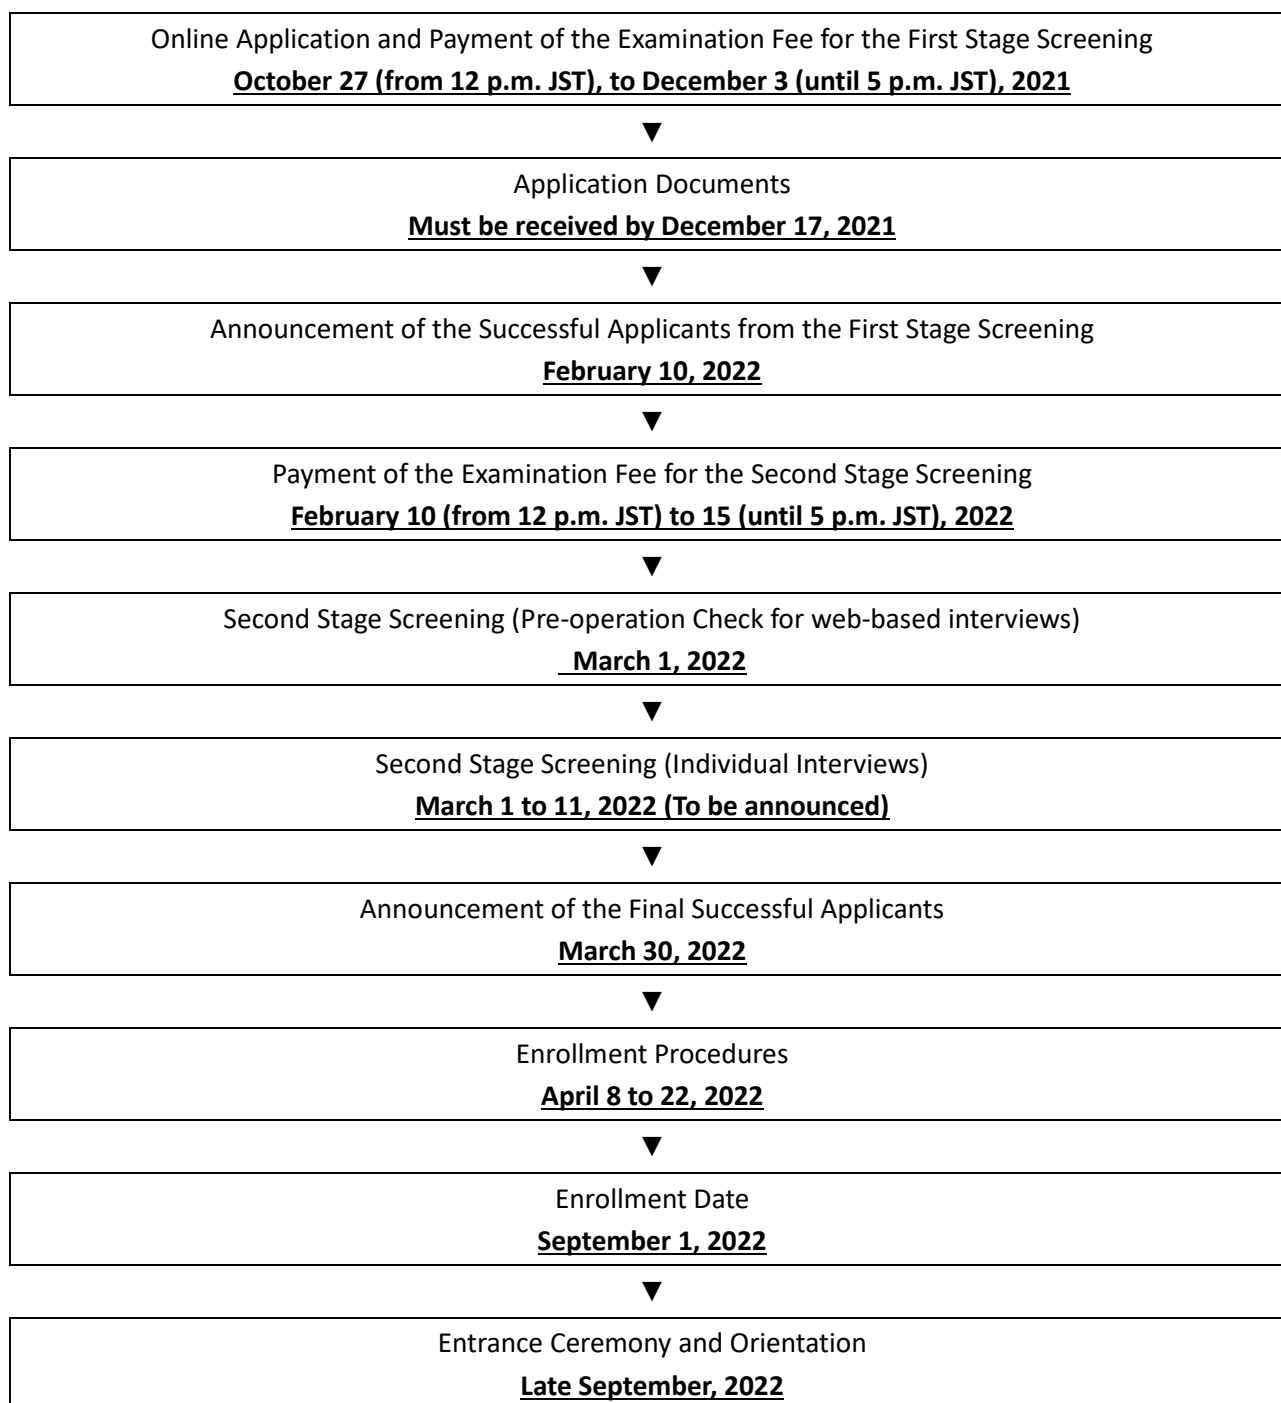 Online Application and Payment of the Examination Fee for the First Stage Screening
October 27 (from 12 p.m. JST), to December 3 (until 5 p.m. JST), 2021
▼
Application Documents
Must be received by December 17, 2021
▼
Announcement of the Successful Applicants from the First Stage Screening
February 10, 2022
▼
Payment of the Examination Fee for the Second Stage Screening
February 10 (from 12 p.m. JST) to 15 (until 5 p.m. JST), 2022
▼
Second Stage Screening (Pre-operation Check for web-based interviews)
March 1, 2022
▼
Second Stage Screening (Individual Interviews)
March 1 to 11, 2022 (To be announced)
▼
Announcement of the Final Successful Applicants
March 30, 2022
▼
Enrollment Procedures
April 8 to 22, 2022
▼
Enrollment Date
September 1, 2022
▼
Entrance Ceremony and Orientation
Late September, 2022